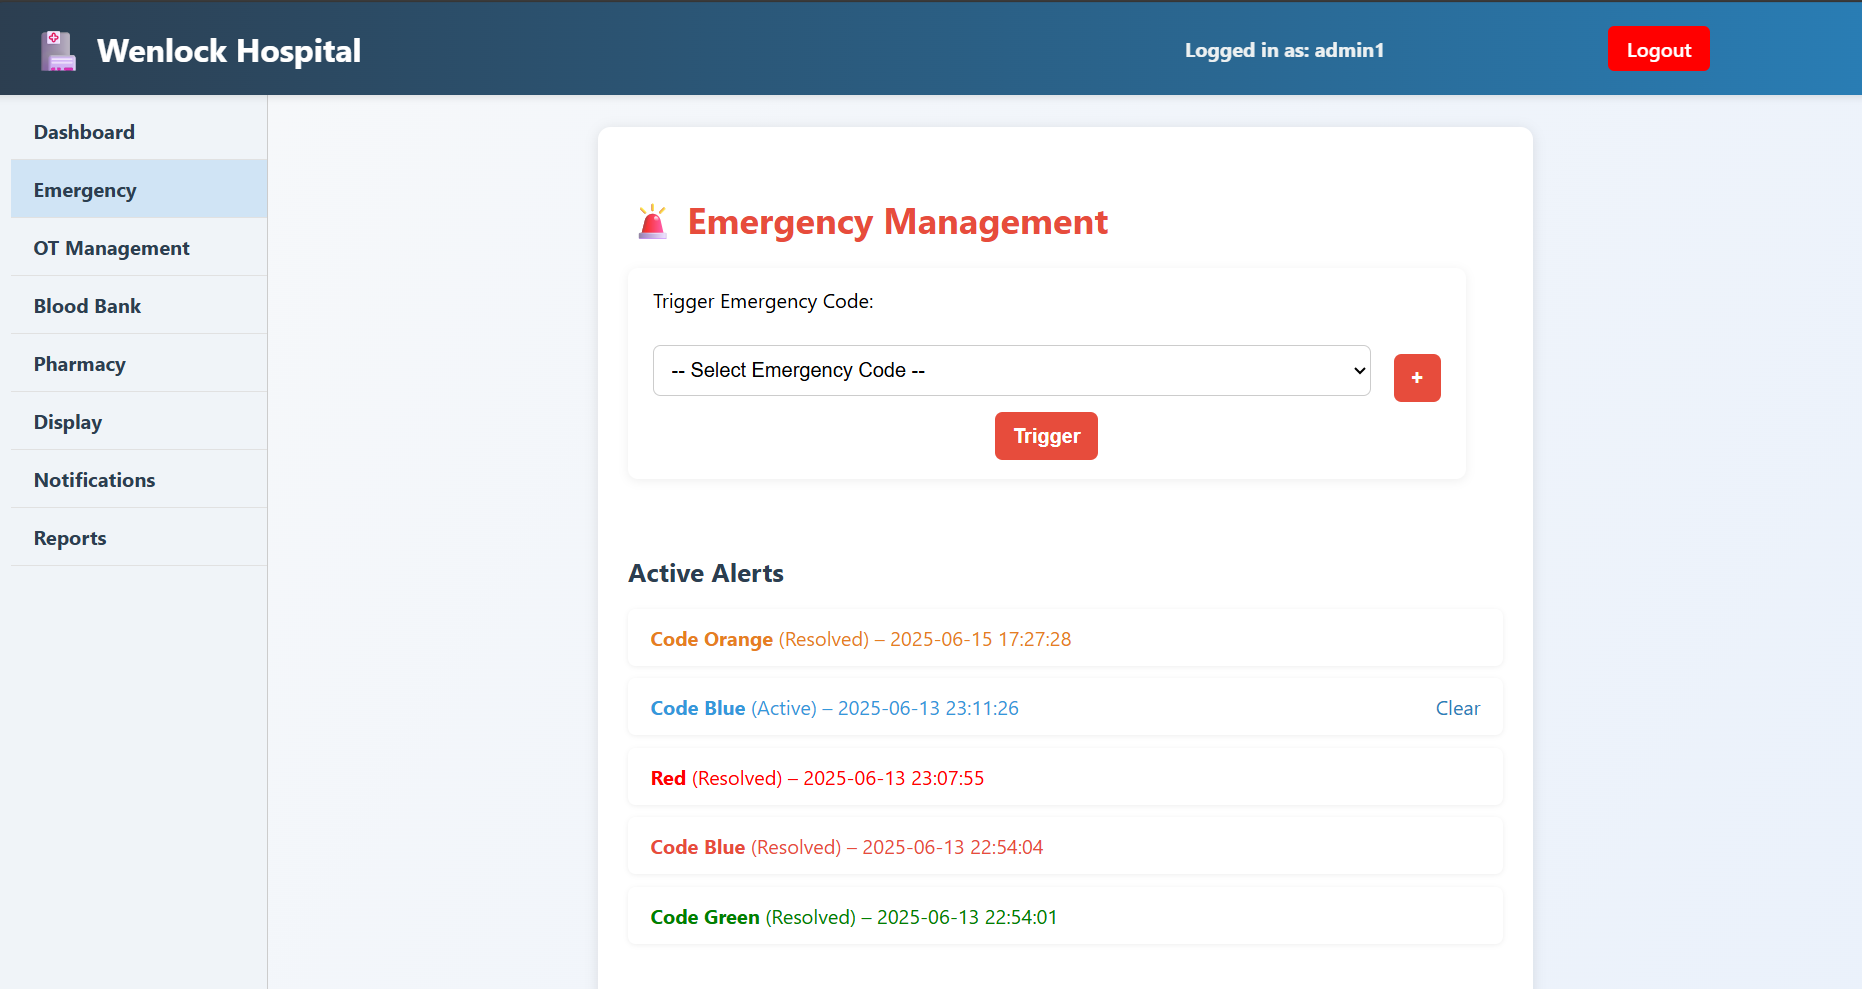 Wenlock Hospital
Logged in as: admin1
Logout
Dashboard
Emergency
OT Management
Blood Bank
Pharmacy
Display
Notifications
Reports
Emergency Management
Trigger Emergency Code:
-- Select Emergency Code --
+
Trigger
Active Alerts
Code Orange (Resolved) – 2025-06-15 17:27:28
Code Blue (Active) – 2025-06-13 23:11:26 Clear
Red (Resolved) – 2025-06-13 23:07:55
Code Blue (Resolved) – 2025-06-13 22:54:04
Code Green (Resolved) – 2025-06-13 22:54:01